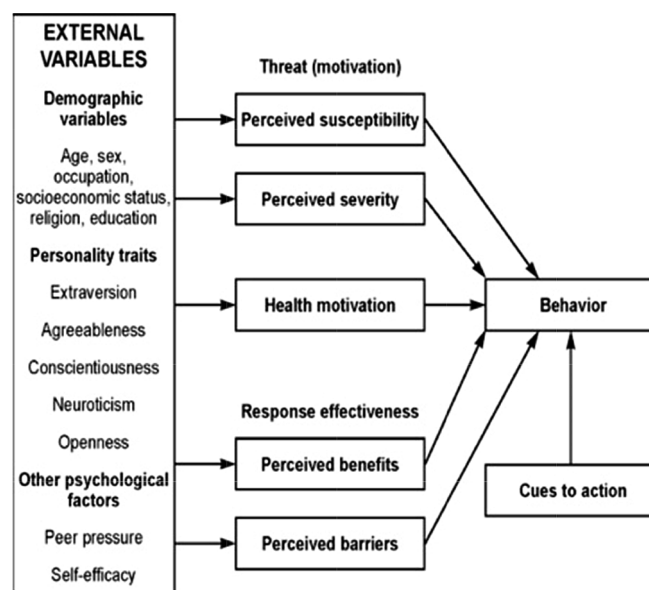 EXTERNAL
VARIABLES
Demographic
variables
Age, sex,
occupation,
socioeconomic status,
religion, education
Personality traits
Extraversion
Agreeableness
Conscientiousness
Neuroticism
Openness
Other psychological
factors
Peer pressure
Self-efficacy
Threat (motivation)
Perceived susceptibility
Perceived severity
Health motivation
Response effectiveness
Perceived benefits
Perceived barriers
Behavior
Cues to action